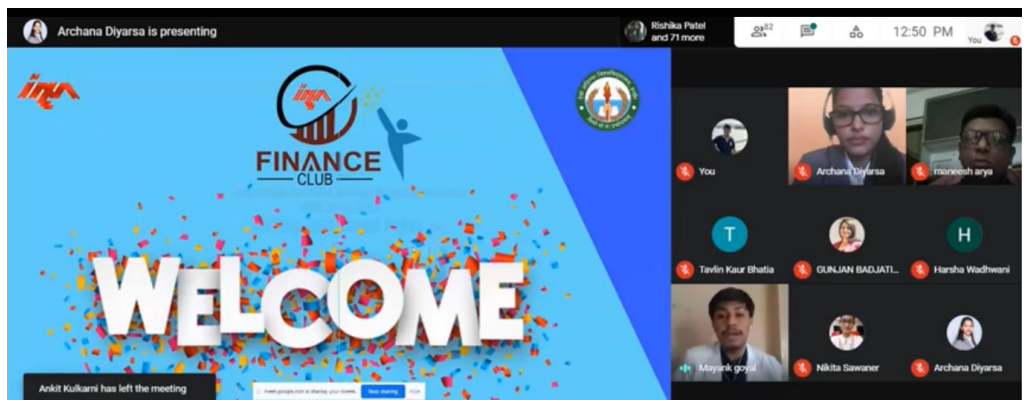 Archana Diyarsa is presenting
Rishika Patel
and 71 more
82
12:50 PM
You
FINANCE
CLUB
WELCOME
You
Archana Diyarsa
maneesh arya
T
Tavlin Kaur Bhatia
GUNJAN BADJATI...
H
Harsha Wadhwani
Mayank goyal
Nikita Sawaner
Archana Diyarsa
Ankit Kulkarni has left the meeting
meet.google.com is sharing your screen.
Stop sharing
Hide